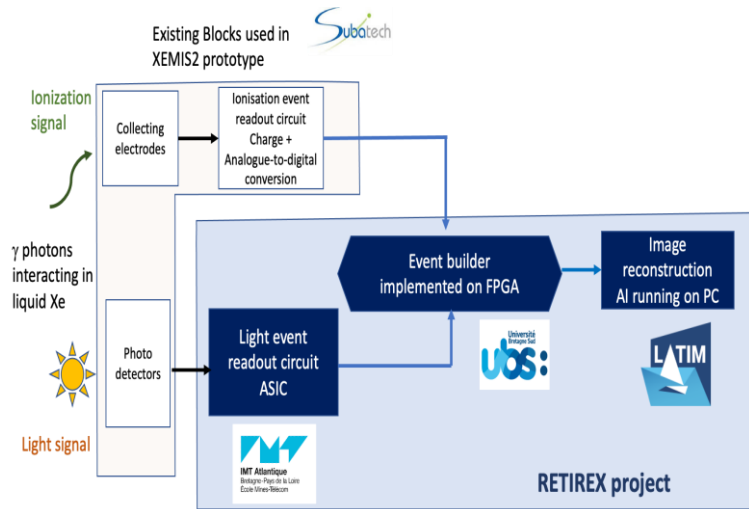 Existing Blocks used in
XEMIS2 prototype
Subatech
Ionization
signal
Collecting
electrodes
Ionisation event
readout circuit
Charge +
Analogue-to-digital
conversion
γ photons
interacting in
liquid Xe
Event builder
implemented on FPGA
Image
reconstruction
AI running on PC
Photo
detectors
Light event
readout circuit
ASIC
Université
Bretagne Sud
ubs:
LATIM
Light signal
IMT Atlantique
Bretagne-Pays de la Loire
École Mines-Télécom
RETIREX project